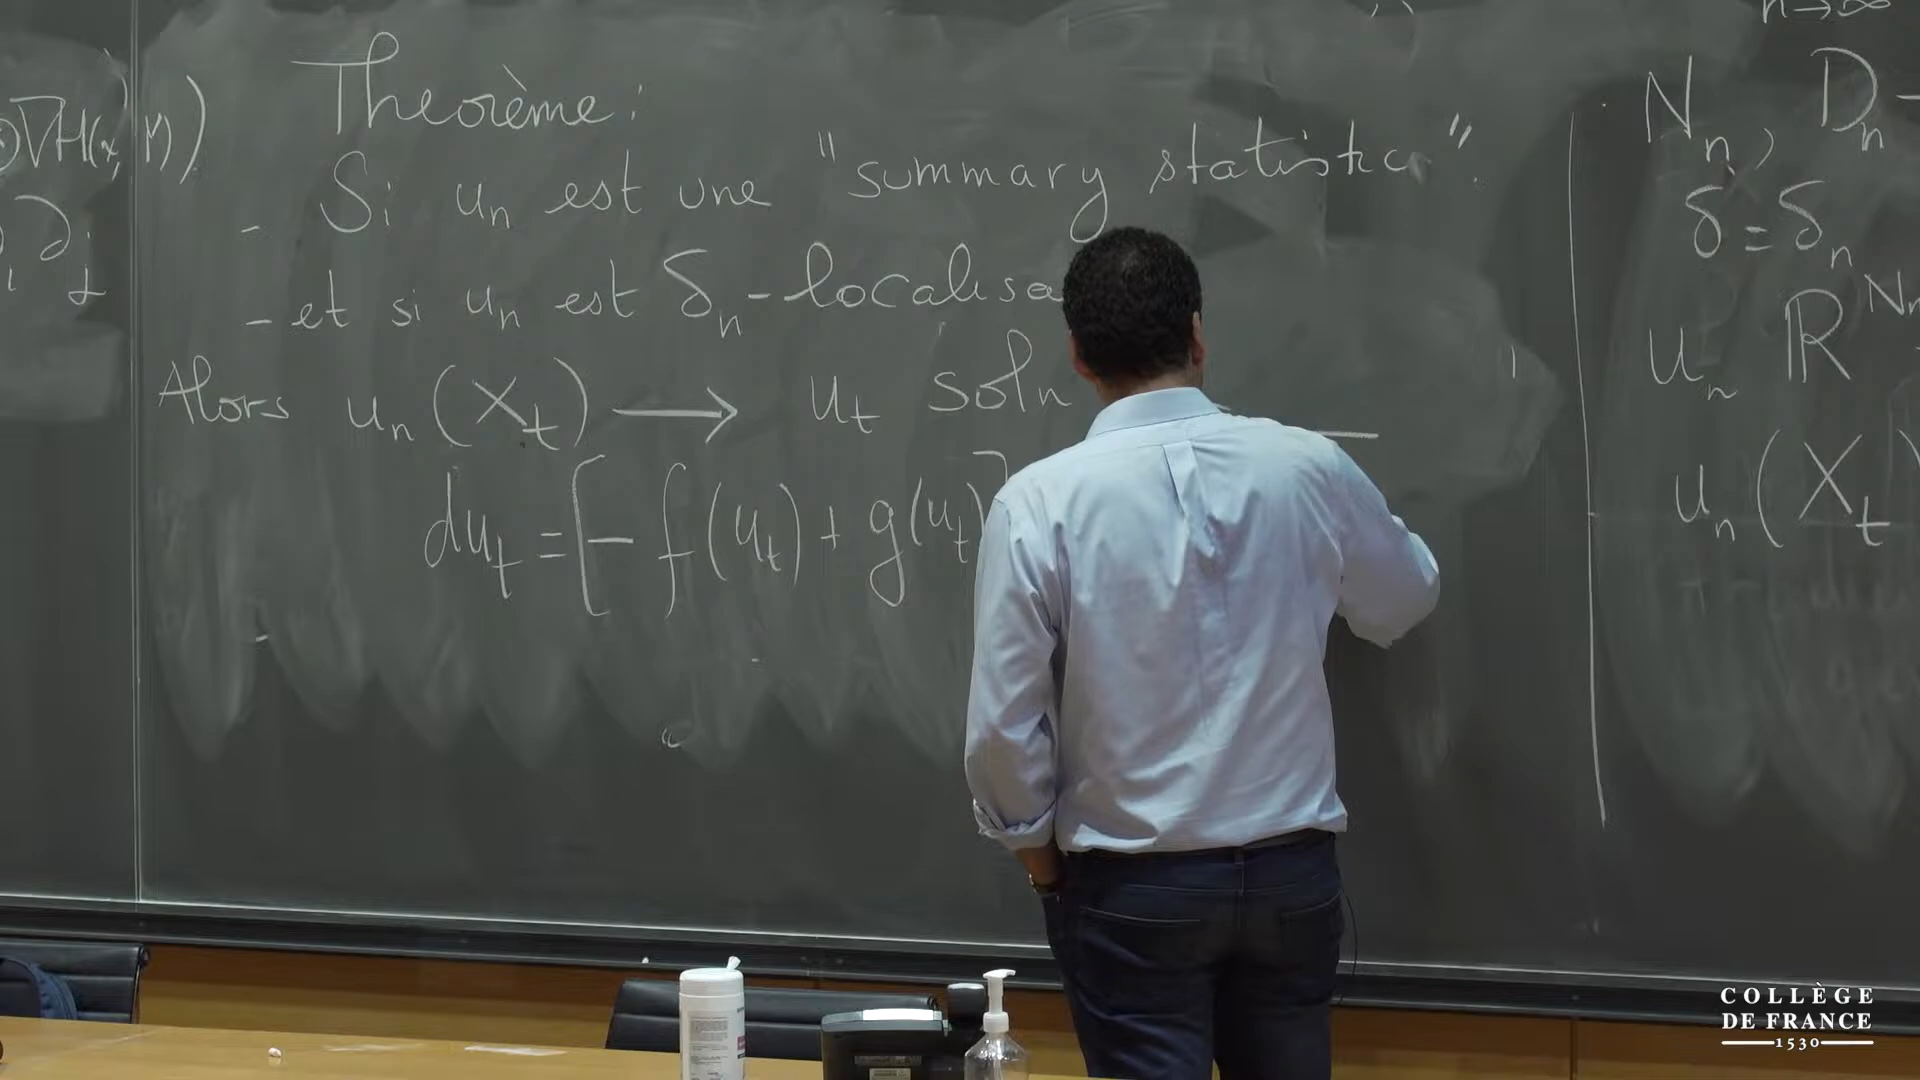 ∇H(x,Y))
∂j
Theorème:
- Si un est une "summary statistic".
- et si un est δn-localisa
Alors un(Xt) → ut soln
dut = [- f(ut) + g(ut)]
n→∞
Nn, Dn
δ = δn
un ℝ^Nn
un(Xt)
COLLÈGE
DE FRANCE
1530